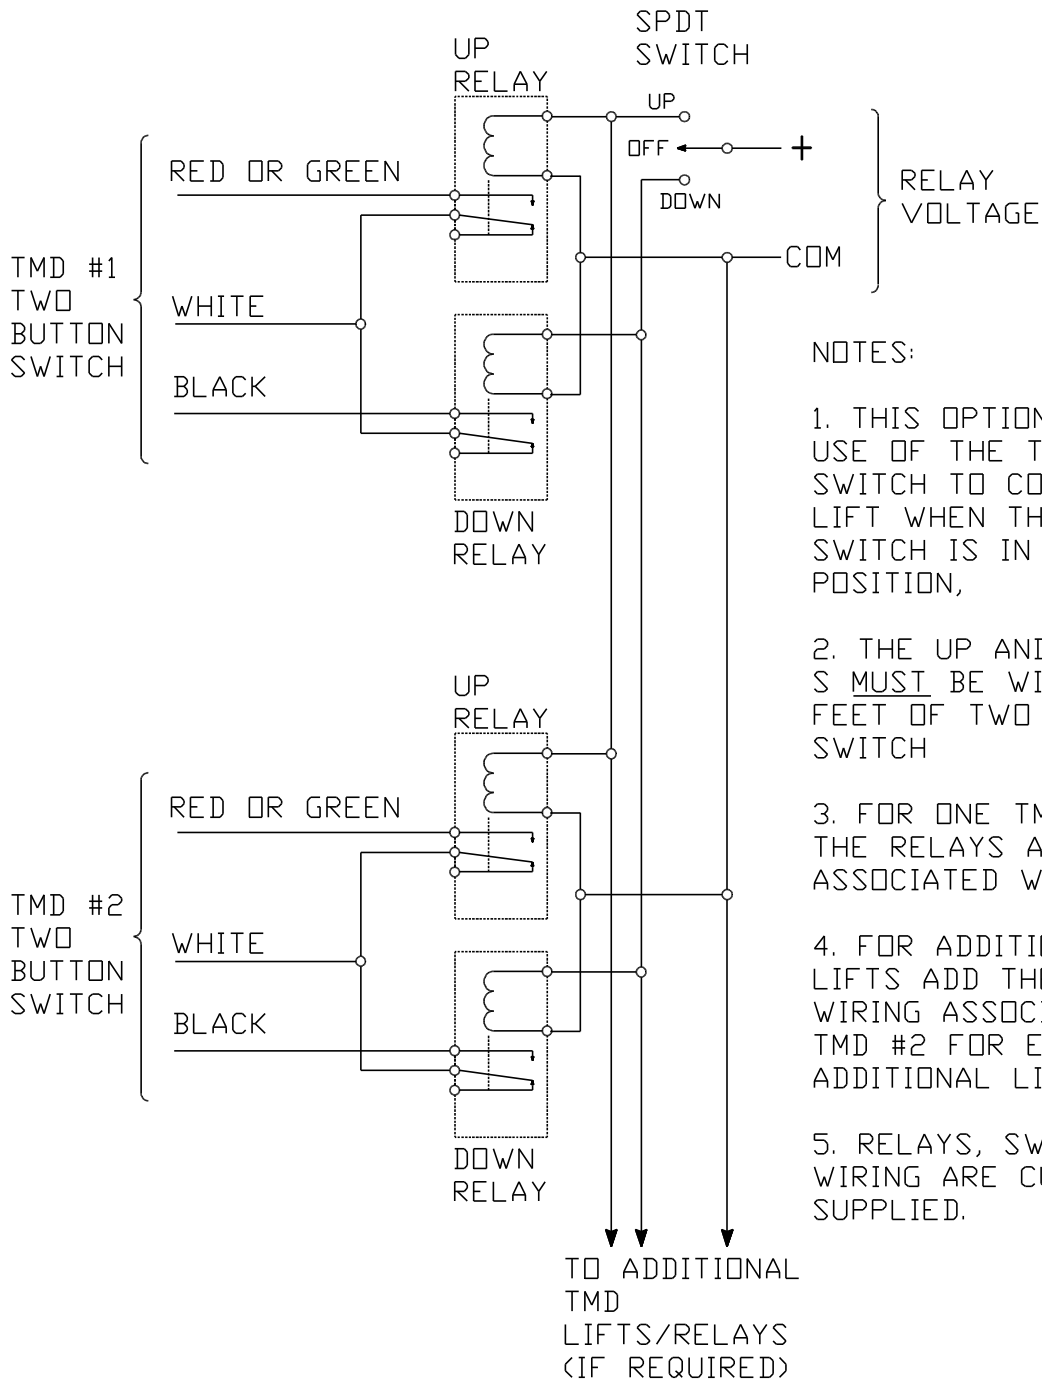 SPDT
SWITCH
UP
RELAY
UP
OFF
+
DOWN
RELAY
VOLTAGE
COM
RED OR GREEN
TMD #1
TWO
BUTTON
SWITCH
WHITE
BLACK
DOWN
RELAY
NOTES:
1. THIS OPTION
USE OF THE T
SWITCH TO CO
LIFT WHEN TH
SWITCH IS IN
POSITION,
2. THE UP AND
S MUST BE WI
FEET OF TWO
SWITCH
3. FOR ONE TM
THE RELAYS A
ASSOCIATED W
4. FOR ADDITI
LIFTS ADD THE
WIRING ASSOCI
TMD #2 FOR E
ADDITIONAL LI
5. RELAYS, SW
WIRING ARE CU
SUPPLIED.
UP
RELAY
RED OR GREEN
TMD #2
TWO
BUTTON
SWITCH
WHITE
BLACK
DOWN
RELAY
TO ADDITIONAL
TMD
LIFTS/RELAYS
(IF REQUIRED)